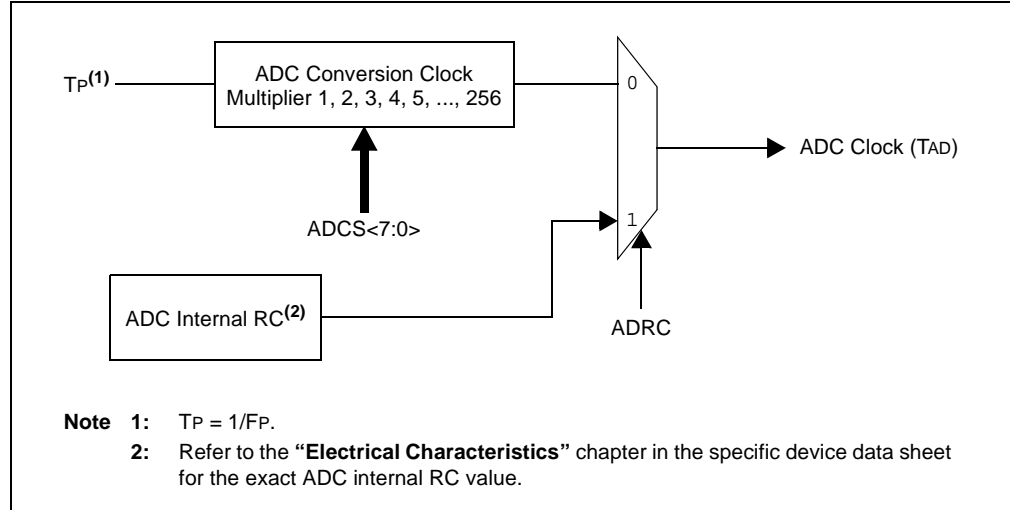 TP(1)
ADC Conversion Clock
Multiplier 1, 2, 3, 4, 5, ..., 256
0
ADC Clock (TAD)
ADCS<7:0>
1
ADC Internal RC(2)
ADRC
Note 1: TP = 1/FP.
2: Refer to the “Electrical Characteristics” chapter in the specific device data sheet
for the exact ADC internal RC value.